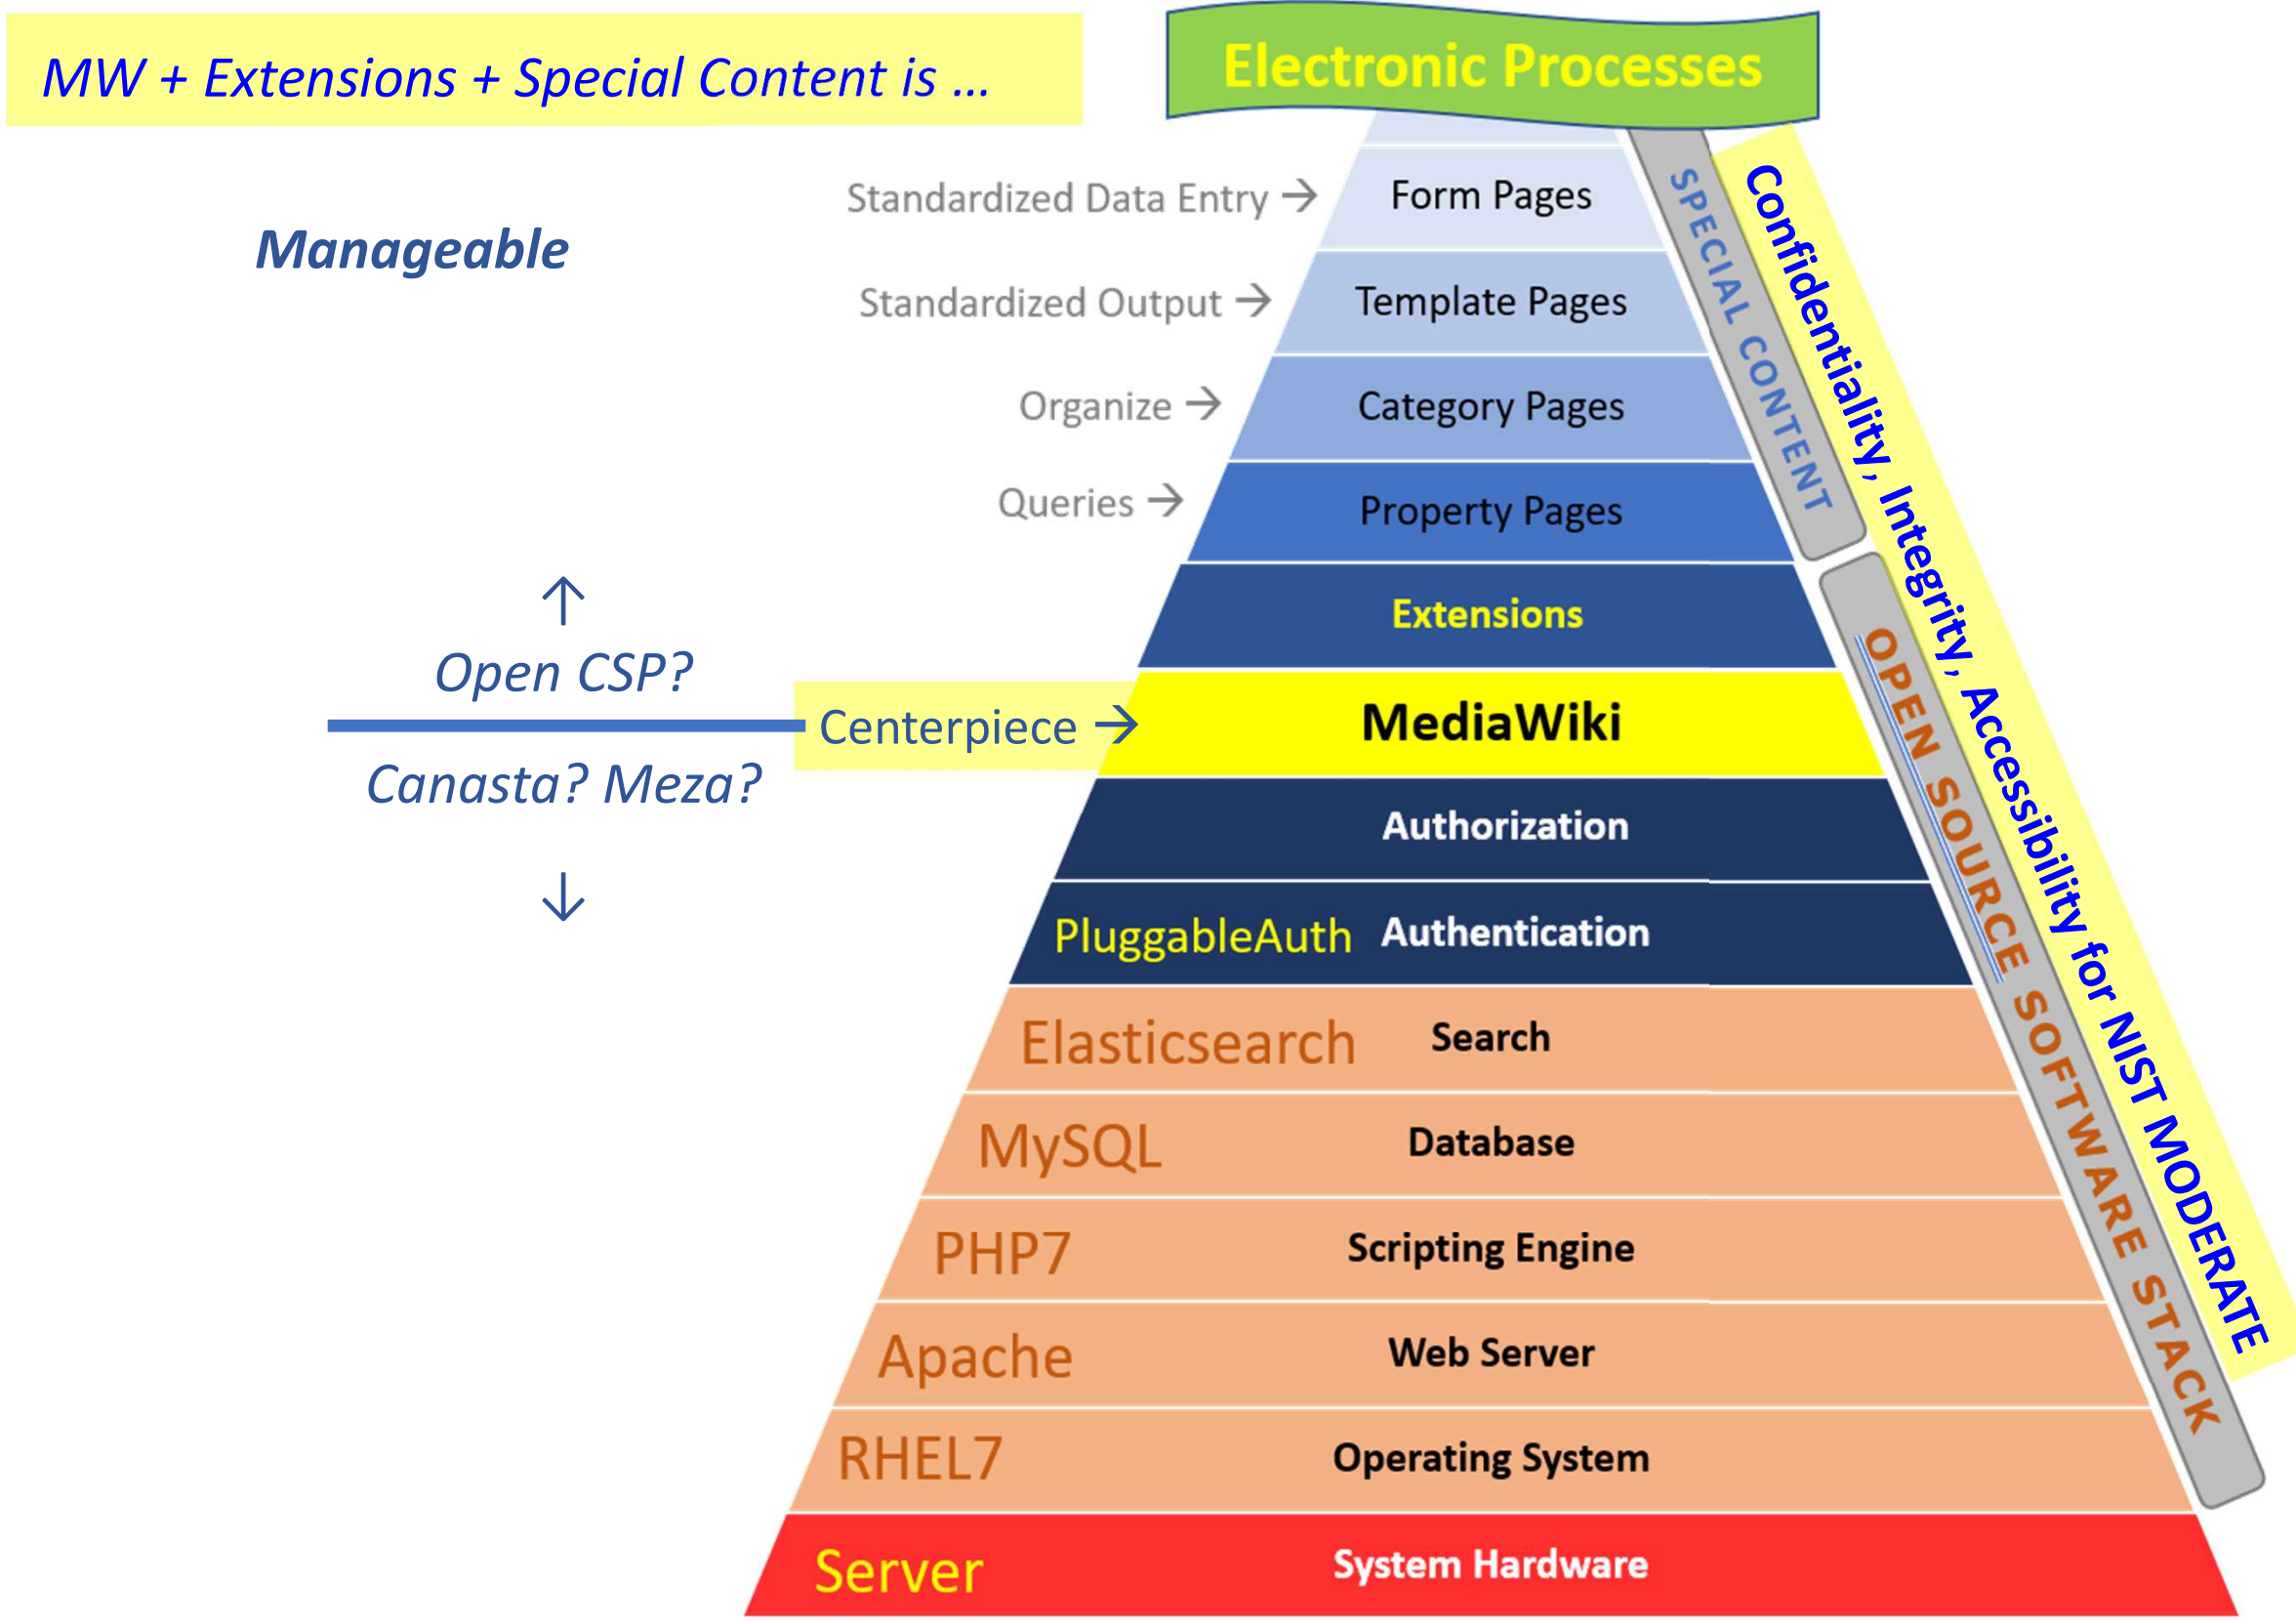 MW + Extensions + Special Content is ...
Electronic Processes
Manageable
Standardized Data Entry → Form Pages
Standardized Output → Template Pages
Organize → Category Pages
Queries → Property Pages
SPECIAL CONTENT
Confidentiality, Integrity, Accessibility for NIST MODERATE
↑
Open CSP?
Canasta? Meza?
↓
Extensions
Centerpiece → MediaWiki
Authorization
PluggableAuth Authentication
Elasticsearch Search
MySQL Database
PHP7 Scripting Engine
Apache Web Server
RHEL7 Operating System
Server System Hardware
OPEN SOURCE SOFTWARE STACK